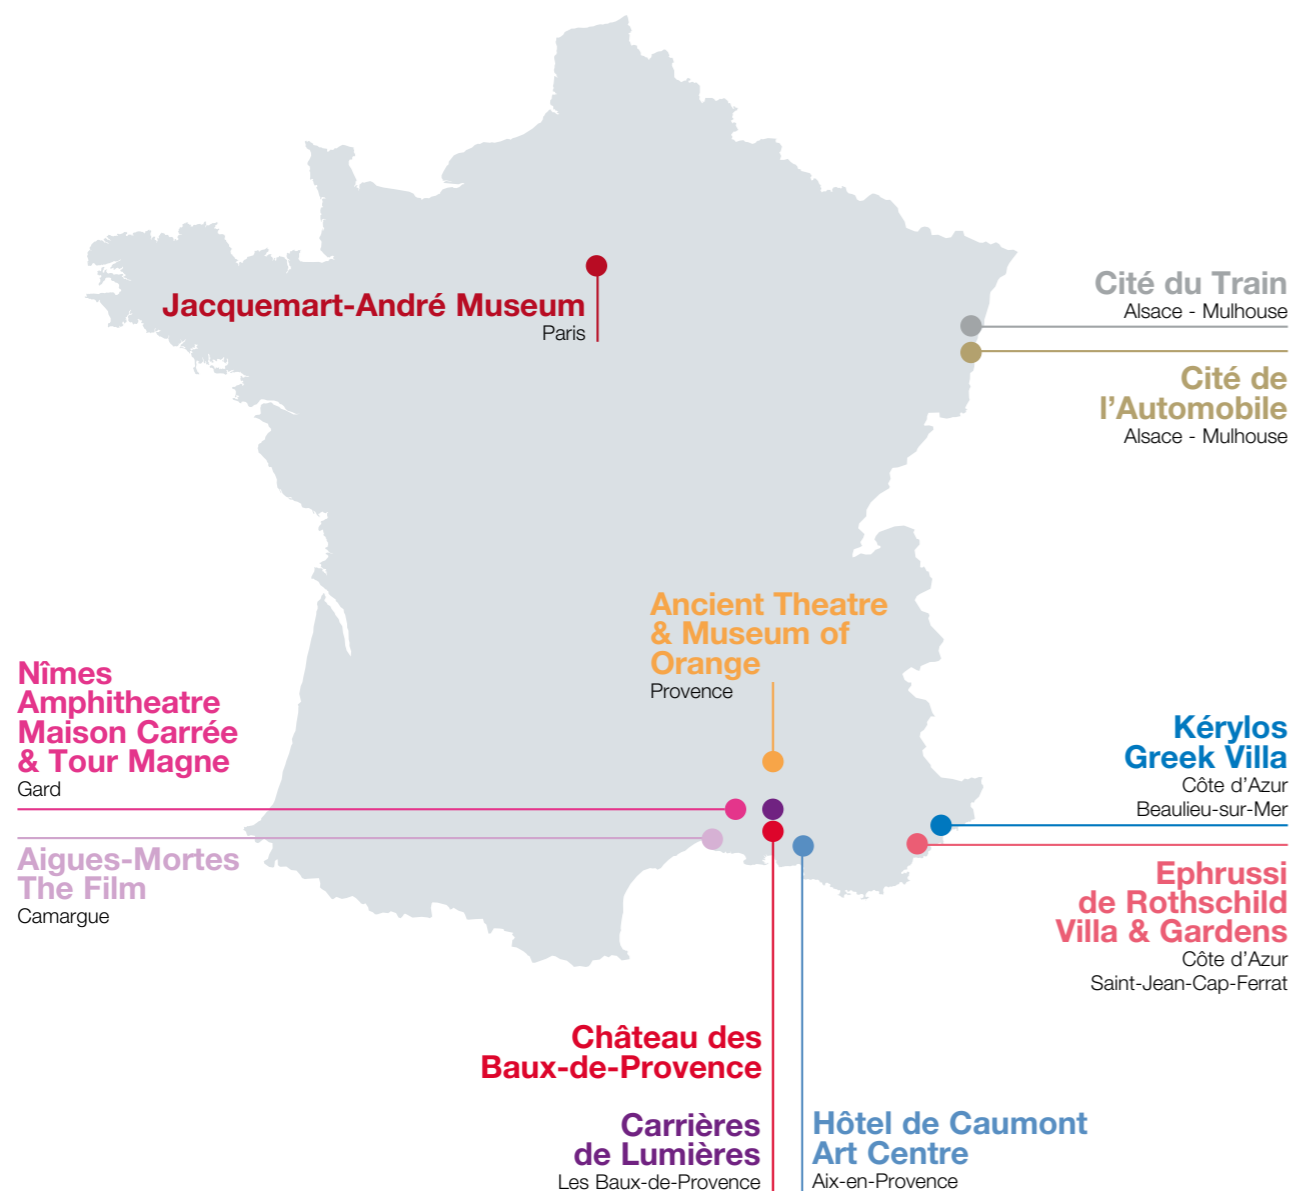 Jacquemart-André Museum
Paris
Cité du Train
Alsace - Mulhouse
Cité de
l’Automobile
Alsace - Mulhouse
Ancient Theatre
& Museum of
Orange
Provence
Nîmes
Amphitheatre
Maison Carrée
& Tour Magne
Gard
Aigues-Mortes
The Film
Camargue
Kérylos
Greek Villa
Côte d’Azur
Beaulieu-sur-Mer
Ephrussi
de Rothschild
Villa & Gardens
Côte d’Azur
Saint-Jean-Cap-Ferrat
Château des
Baux-de-Provence
Carrières
de Lumières
Les Baux-de-Provence
Hôtel de Caumont
Art Centre
Aix-en-Provence